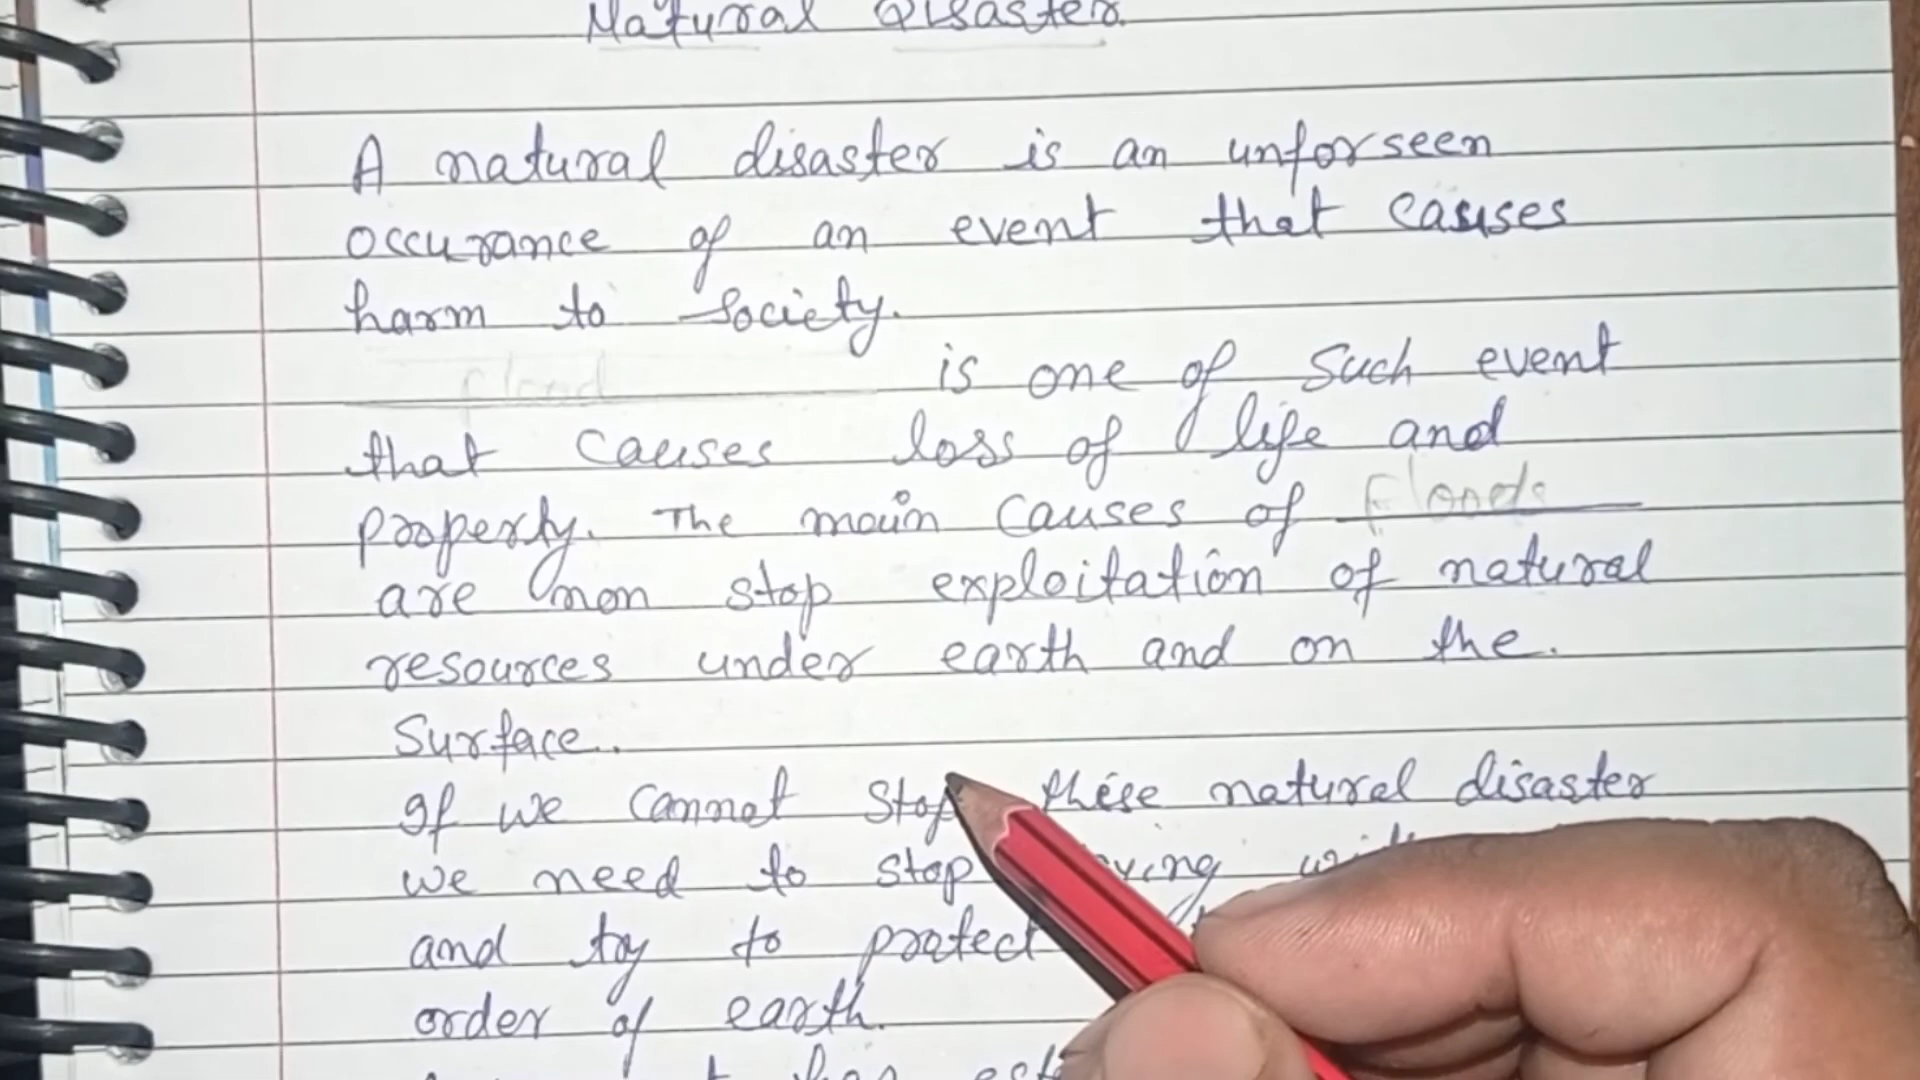 Natural Disaster
A natural disaster is an unforseen
occurance of an event that causes
harm to society.
flood is one of such event
that causes loss of life and
property. The main causes of Floods
are non stop exploitation of natural
resources under earth and on the.
Surface.
If we cannot stop these natural disaster
we need to stop
and try to protect
order of earth.
has